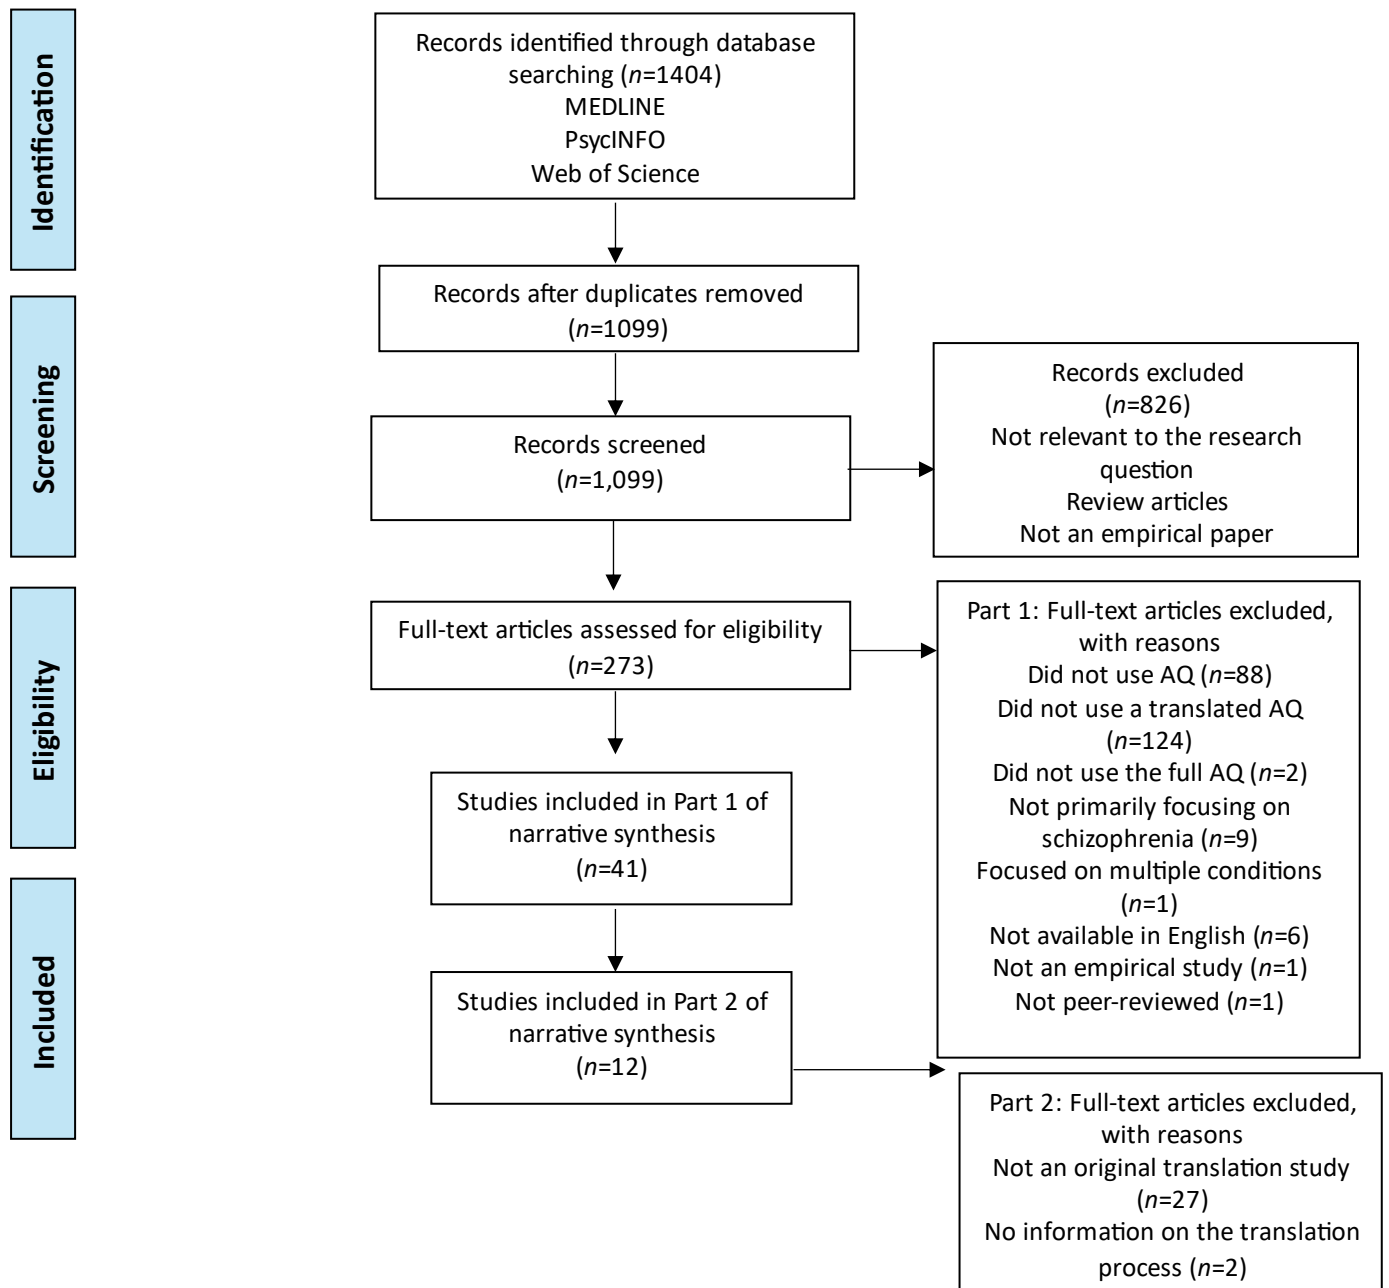 Identification
Records identified through database
searching (n=1404)
MEDLINE
PsycINFO
Web of Science
Records after duplicates removed
(n=1099)
Screening
Records screened
(n=1,099)
Records excluded
(n=826)
Not relevant to the research
question
Review articles
Not an empirical paper
Eligibility
Full-text articles assessed for eligibility
(n=273)
Part 1: Full-text articles excluded,
with reasons
Did not use AQ (n=88)
Did not use a translated AQ
(n=124)
Did not use the full AQ (n=2)
Not primarily focusing on
schizophrenia (n=9)
Focused on multiple conditions
(n=1)
Not available in English (n=6)
Not an empirical study (n=1)
Not peer-reviewed (n=1)
Studies included in Part 1 of
narrative synthesis
(n=41)
Included
Studies included in Part 2 of
narrative synthesis
(n=12)
Part 2: Full-text articles excluded,
with reasons
Not an original translation study
(n=27)
No information on the translation
process (n=2)